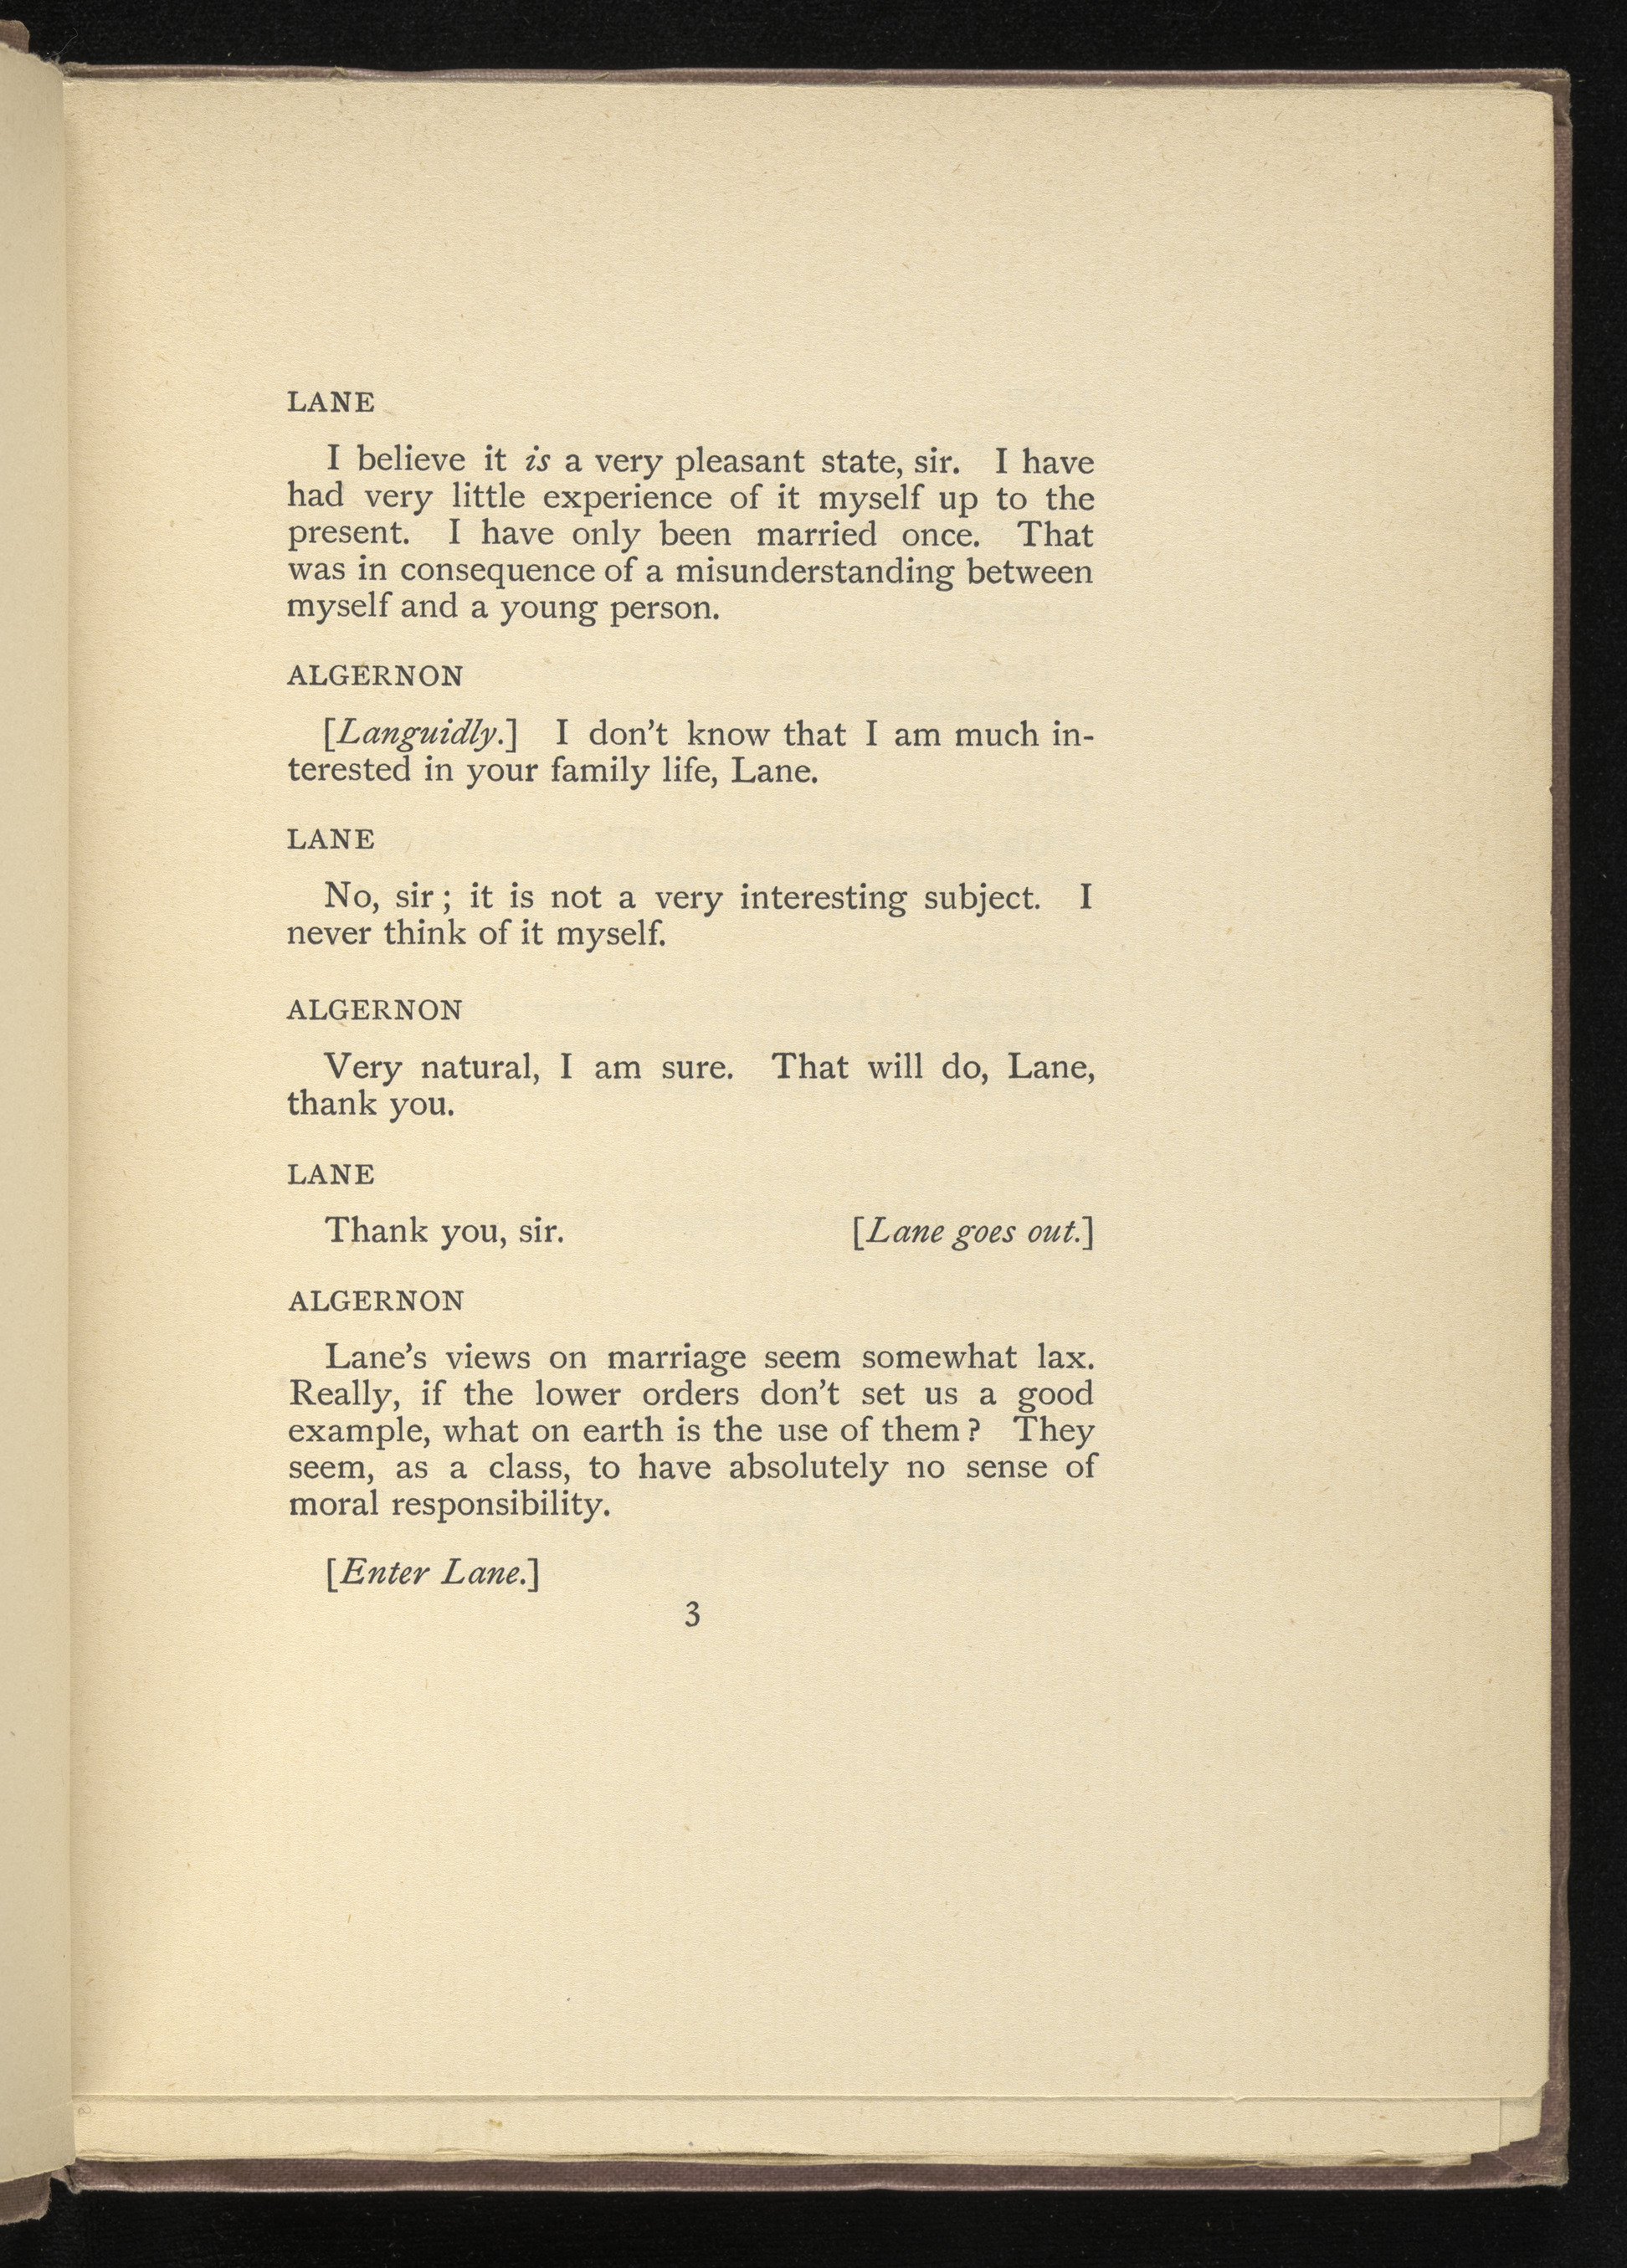 LANE
I believe it is a very pleasant state, sir. I have
had very little experience of it myself up to the
present. I have only been married once. That
was in consequence of a misunderstanding between
myself and a young person.
ALGERNON
[Languidly.] I don't know that I am much in-
terested in your family life, Lane.
LANE
No, sir; it is not a very interesting subject. I
never think of it myself.
ALGERNON
Very natural, I am sure. That will do, Lane,
thank you.
LANE
Thank you, sir. [Lane goes out.]
ALGERNON
Lane's views on marriage seem somewhat lax.
Really, if the lower orders don't set us a good
example, what on earth is the use of them? They
seem, as a class, to have absolutely no sense of
moral responsibility.
[Enter Lane.]
3